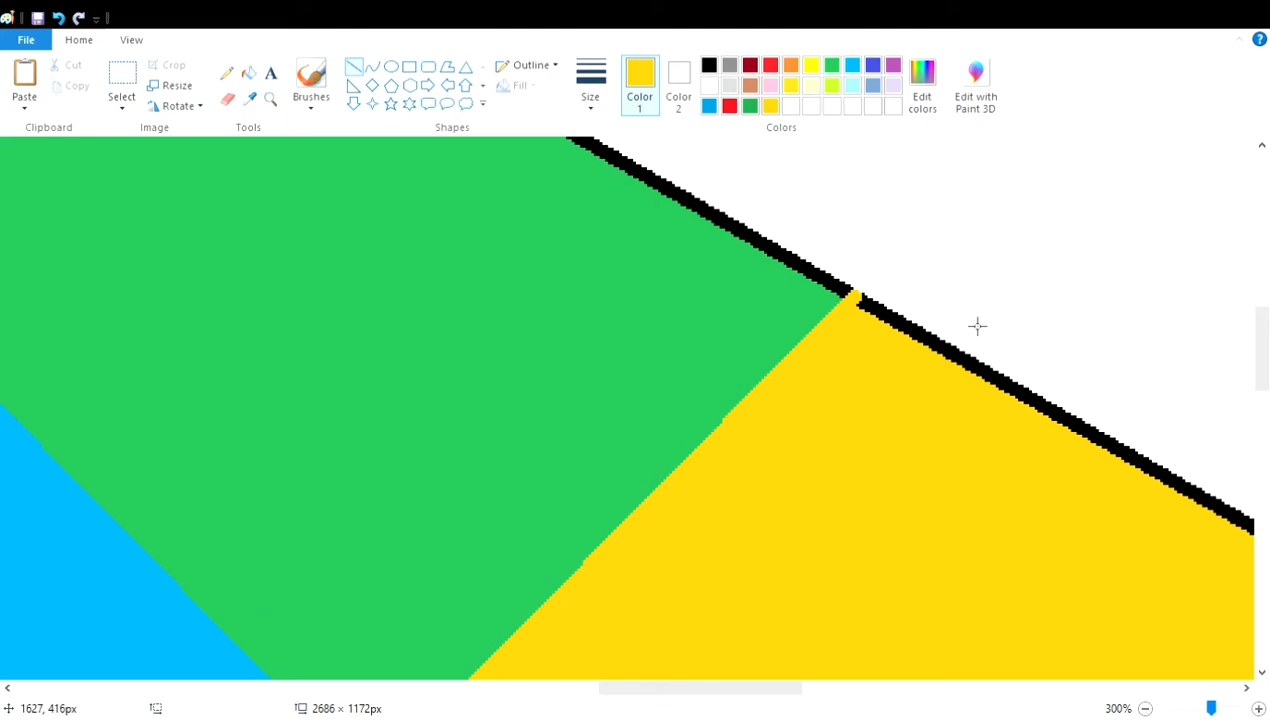 File Home View
Paste
Cut
Copy
Clipboard
Select
Crop
Resize
Rotate
Image
A
Tools
Brushes
Outline
Fill
Shapes
Size
Color 1
Color 2
Edit colors
Edit with Paint 3D
Colors
1627, 416px
2686 × 1172px
300%